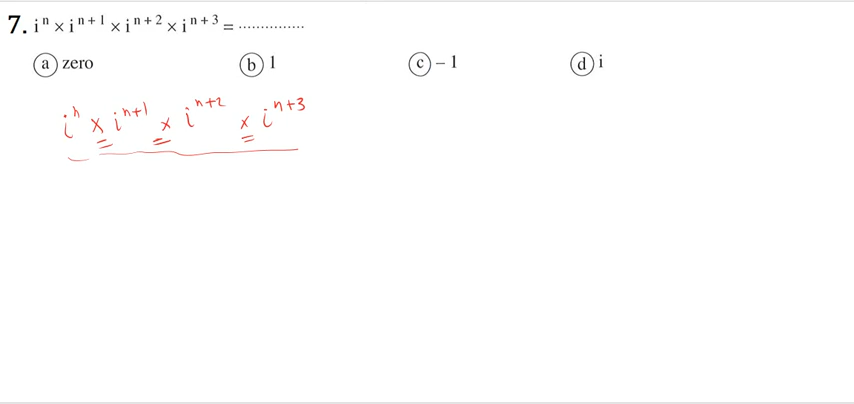 7. iⁿ × iⁿ⁺¹ × iⁿ⁺² × iⁿ⁺³ = ...............
ⓐ zero ⓑ 1 ⓒ – 1 ⓓ i
iⁿ × iⁿ⁺¹ × iⁿ⁺² × iⁿ⁺³